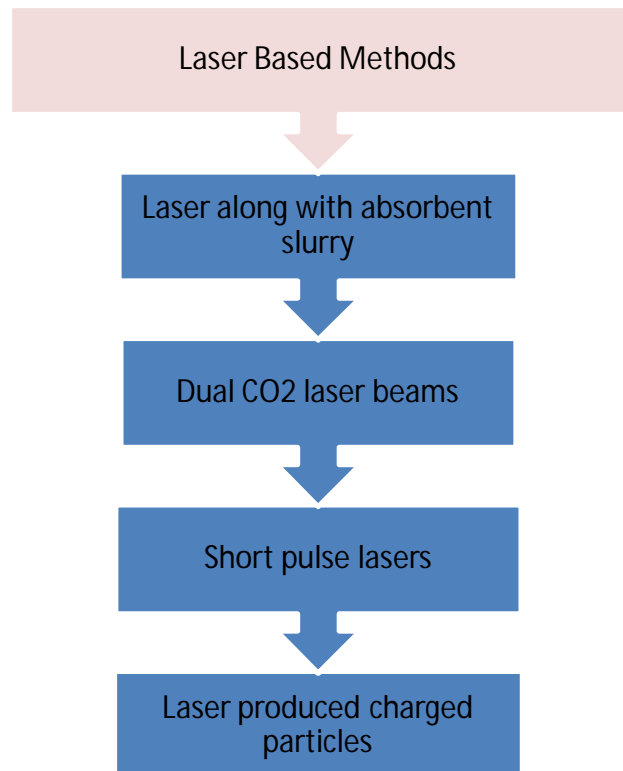 Laser Based Methods
Laser along with absorbent
slurry
Dual CO2 laser beams
Short pulse lasers
Laser produced charged
particles